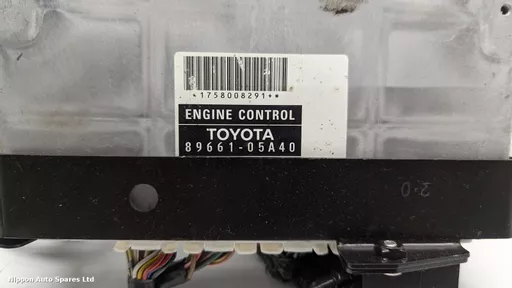 *1758008291+*
ENGINE CONTROL
TOYOTA
89661-05A40
2.0
Nippon Auto Spares Ltd